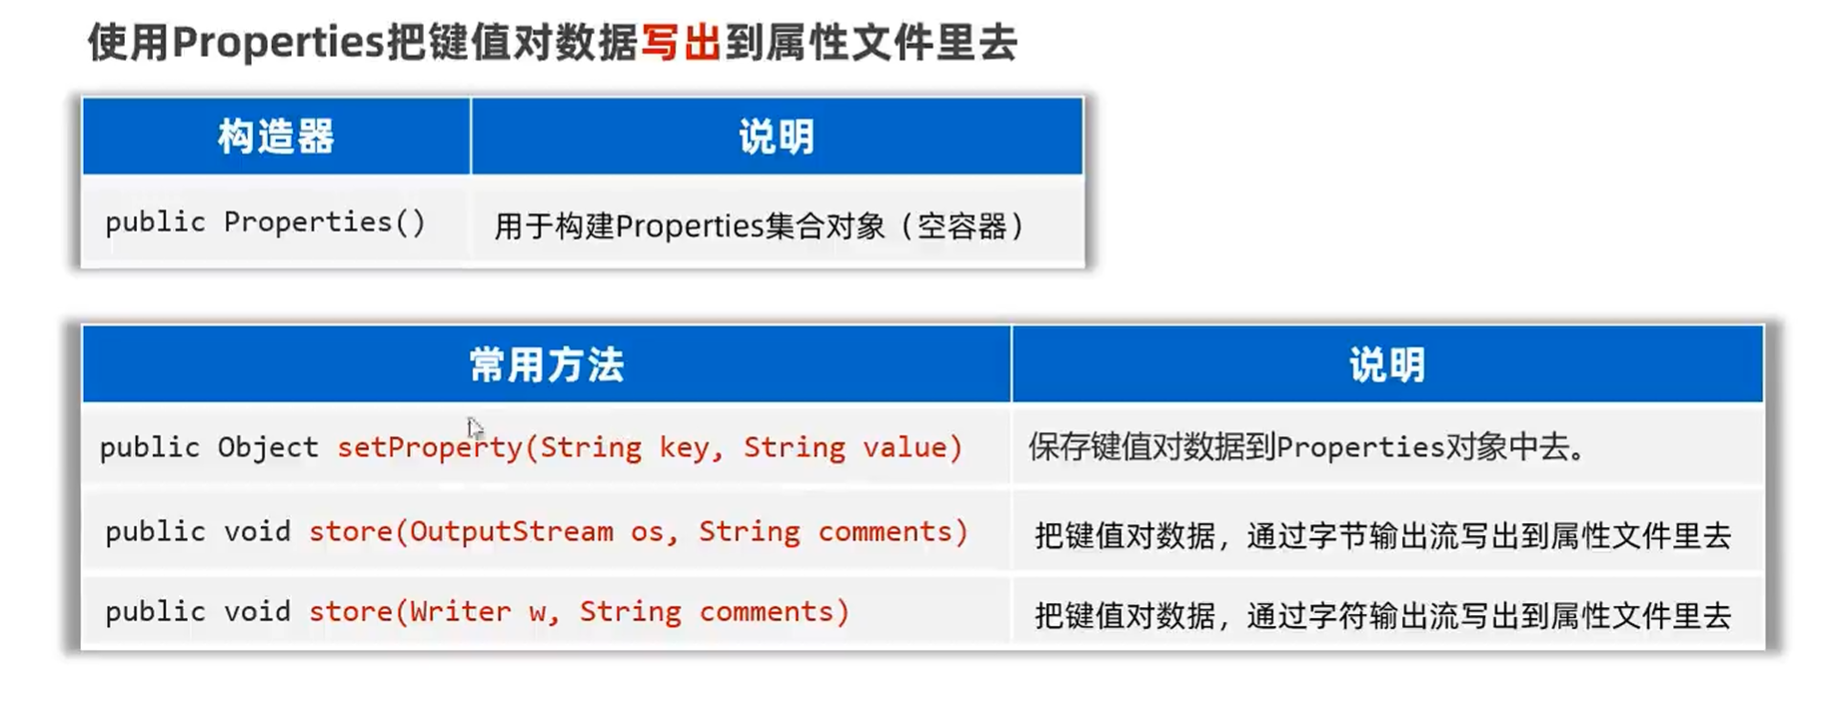 使用Properties把键值对数据写出到属性文件里去
构造器 说明
public Properties() 用于构建Properties集合对象（空容器）
常用方法 说明
public Object setProperty(String key, String value) 保存键值对数据到Properties对象中去。
public void store(OutputStream os, String comments) 把键值对数据，通过字节输出流写出到属性文件里去
public void store(Writer w, String comments) 把键值对数据，通过字符输出流写出到属性文件里去